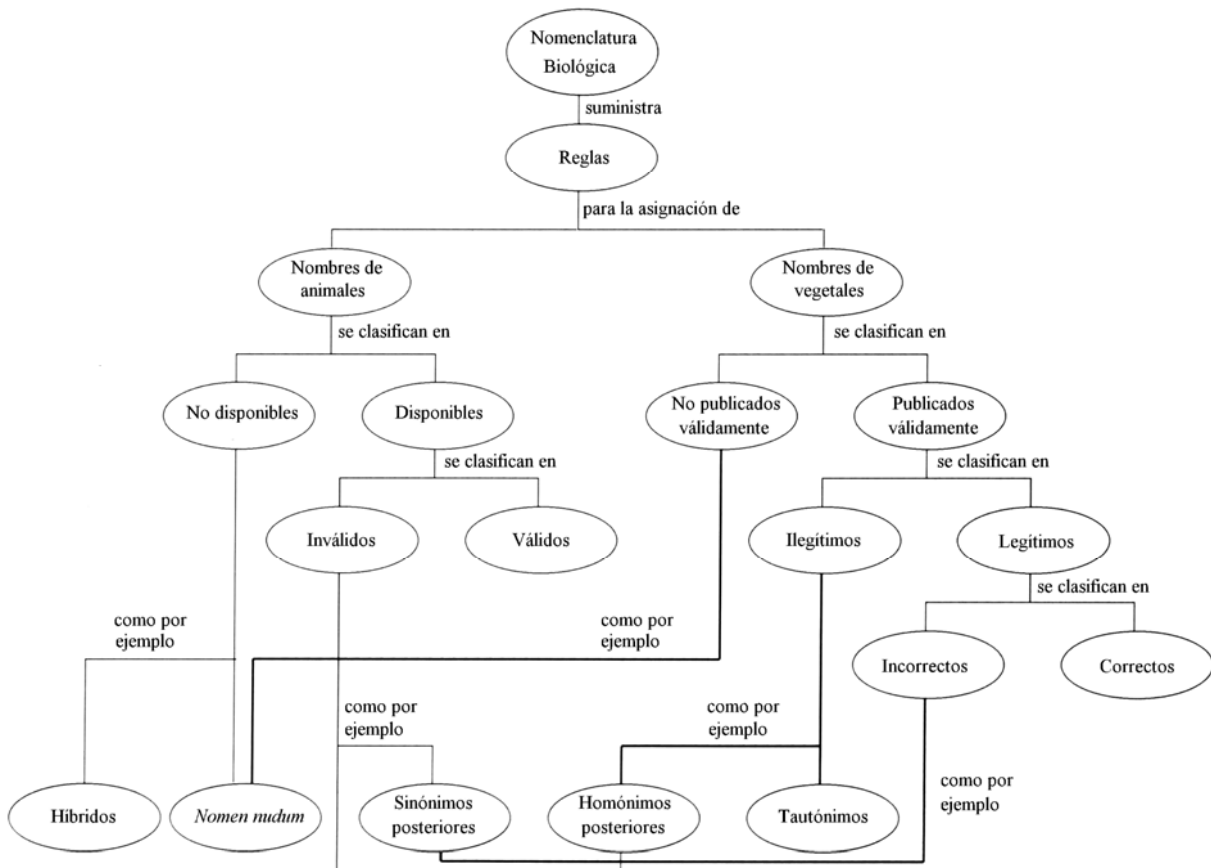 Nomenclatura
Biológica
suministra
Reglas
para la asignación de
Nombres de
animales
Nombres de
vegetales
se clasifican en
se clasifican en
No disponibles
Disponibles
No publicados
válidamente
Publicados
válidamente
se clasifican en
se clasifican en
Inválidos
Válidos
Ilegítimos
Legítimos
se clasifican en
como por
ejemplo
como por
ejemplo
Incorrectos
Correctos
como por
ejemplo
como por
ejemplo
como por
ejemplo
Híbridos
Nomen nudum
Sinónimos
posteriores
Homónimos
posteriores
Tautónimos